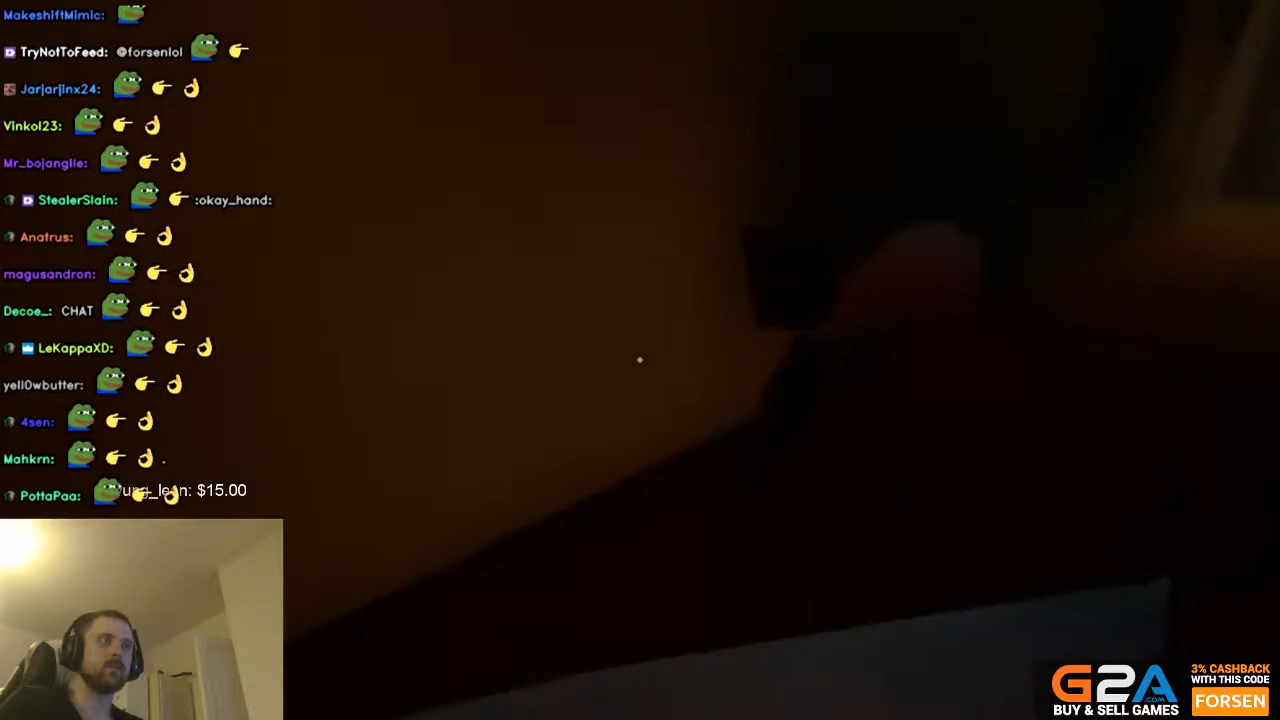 MakeshiftMimic:
TryNotToFeed: @forsenlol
Jarjarjinx24:
Vinkol23:
Mr_bojanglle:
StealerSlain: :okay_hand:
Anatrus:
magusandron:
Decoe_: CHAT
LeKappaXD:
yell0wbutter:
4sen:
Mahkrn: .
PottaPaa:
$15.00
G2A
.COM
BUY & SELL GAMES
3% CASHBACK
WITH THIS CODE
FORSEN